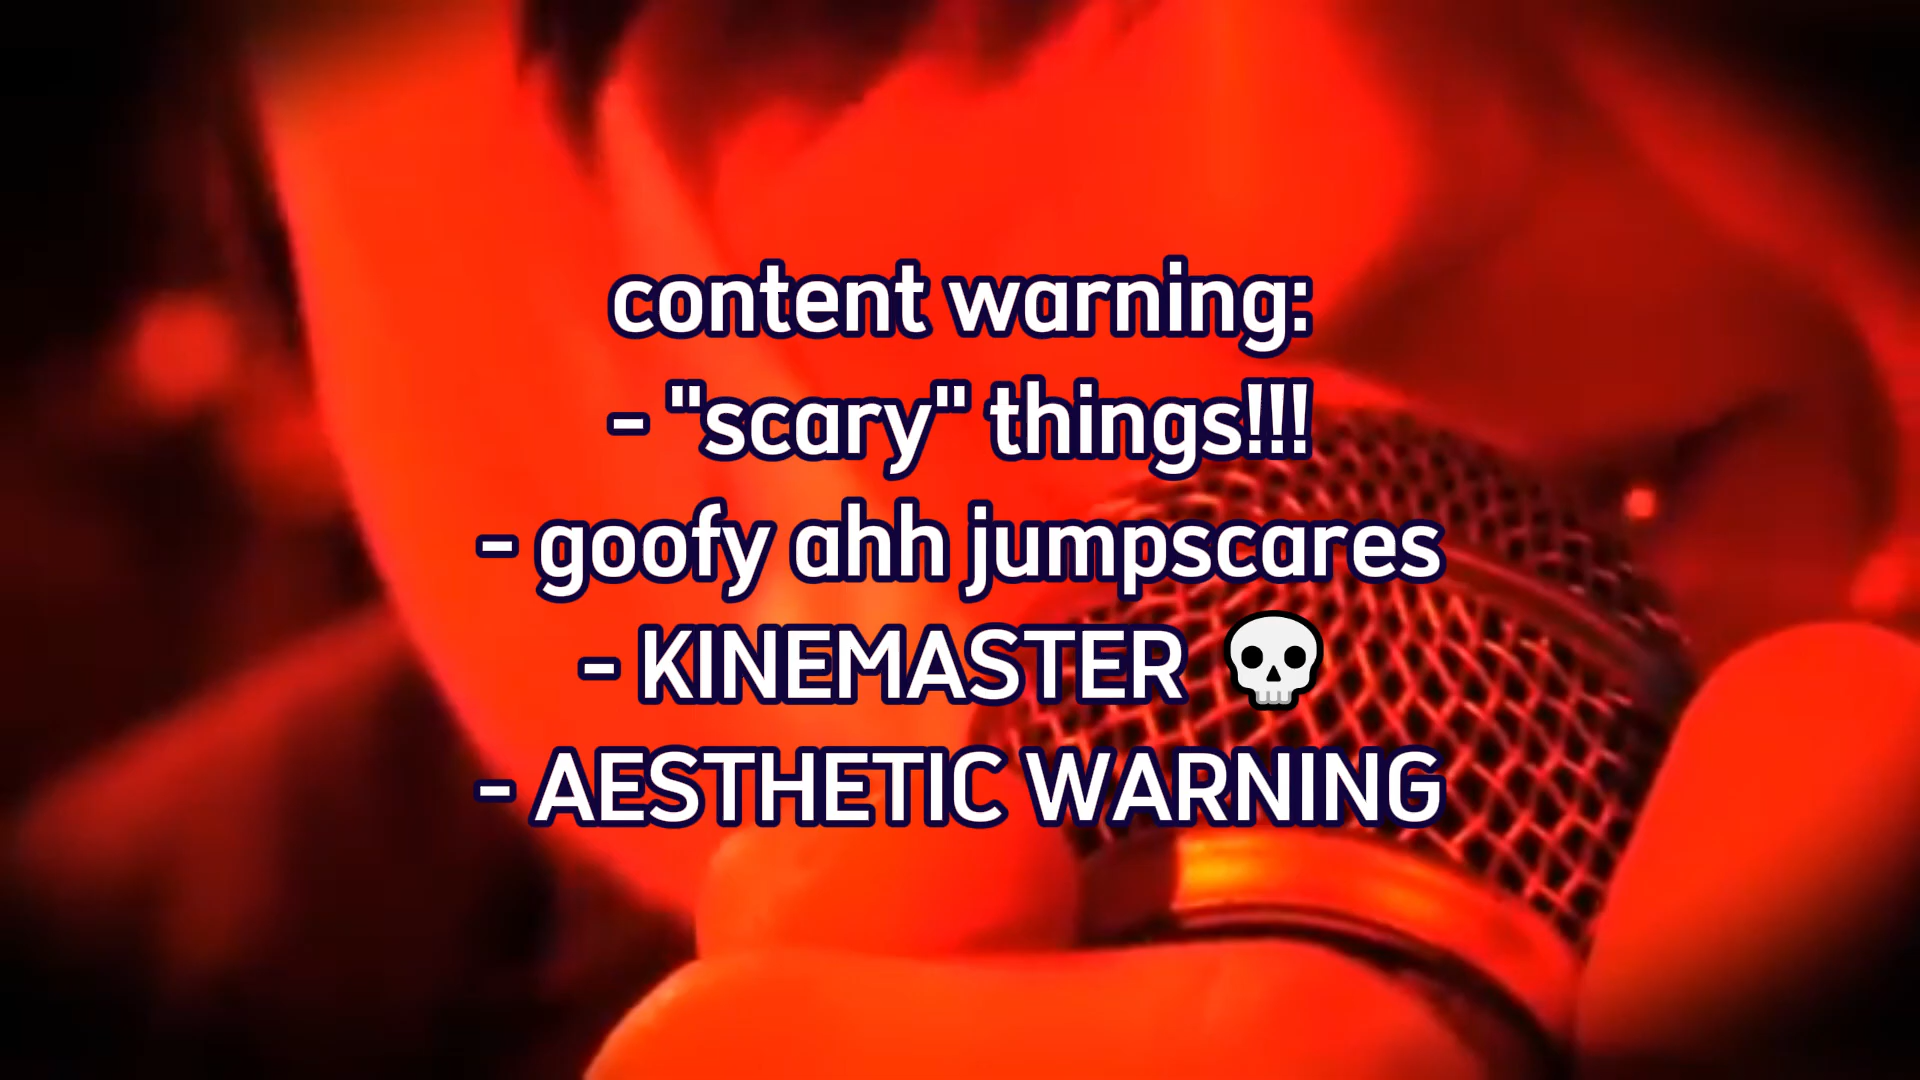 content warning:
- "scary" things!!!
- goofy ahh jumpscares
- KINEMASTER 💀
- AESTHETIC WARNING